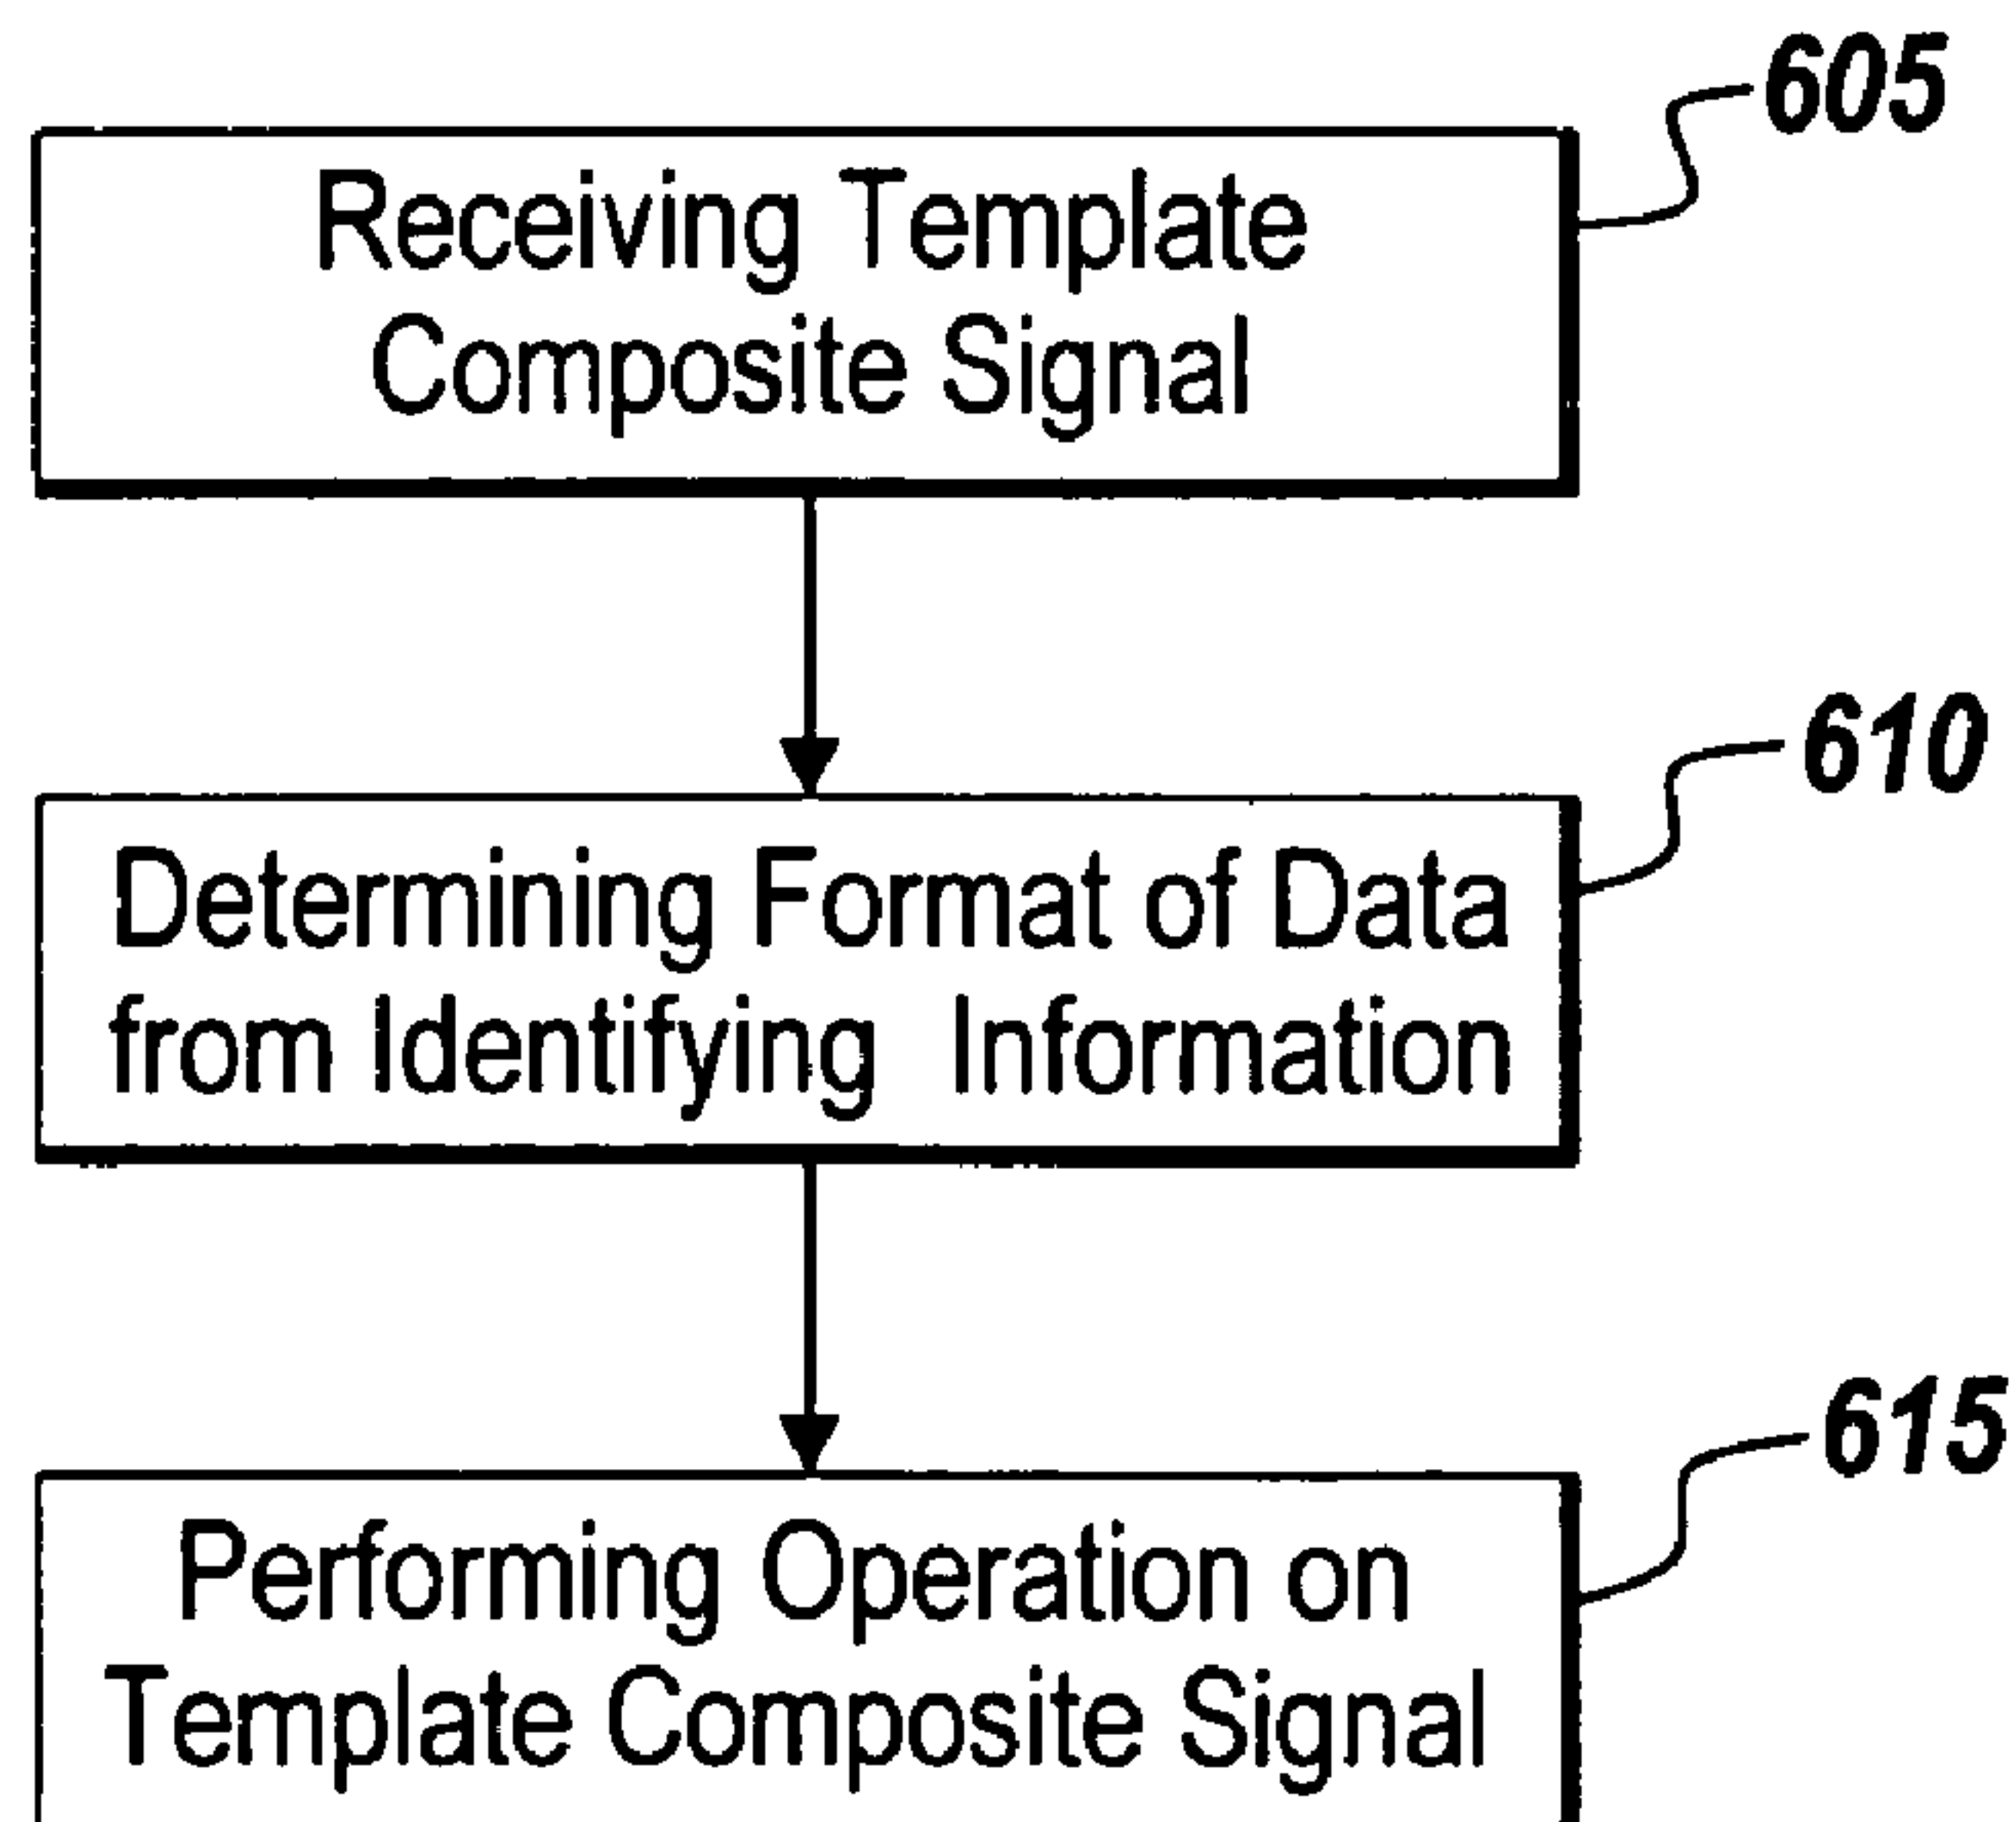 605
Receiving Template
Composite Signal
610
Determining Format of Data
from Identifying Information
615
Performing Operation on
Template Composite Signal